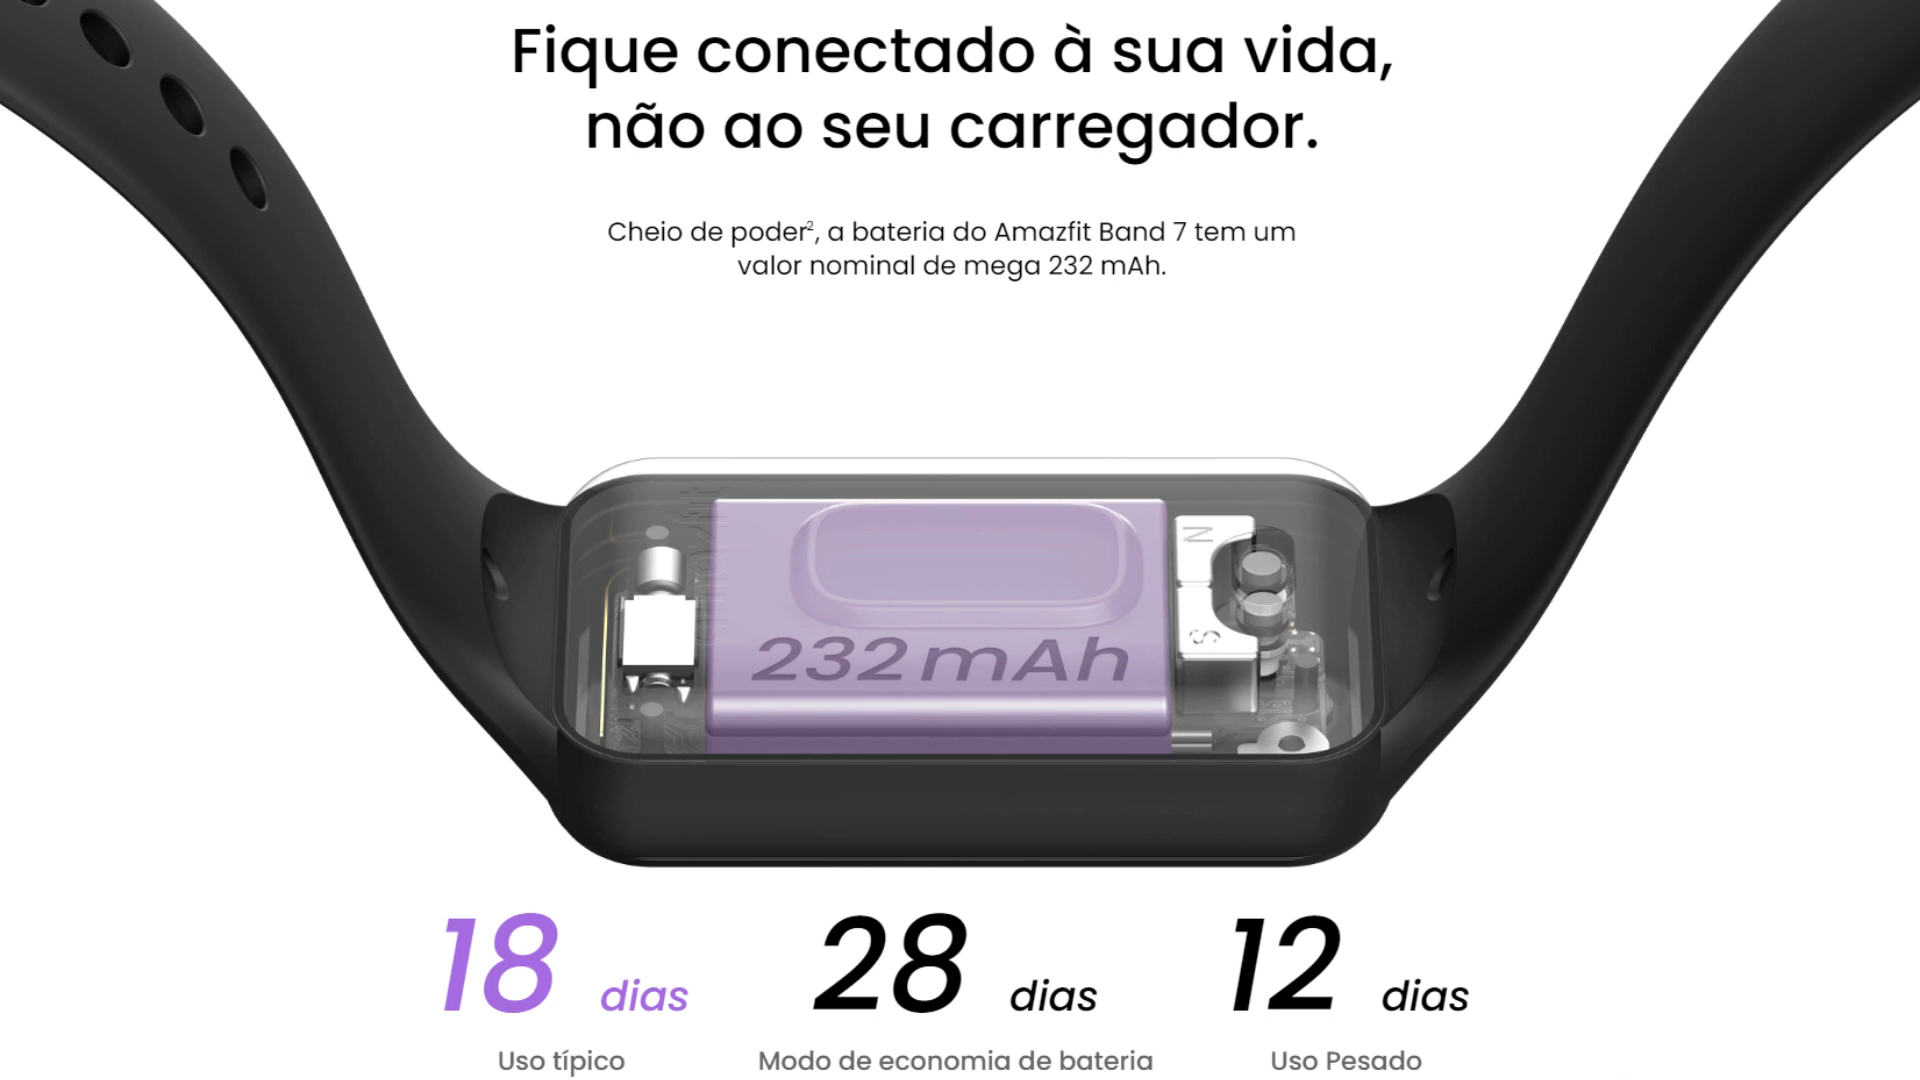 Fique conectado à sua vida,
não ao seu carregador.
Cheio de poder², a bateria do Amazfit Band 7 tem um
valor nominal de mega 232 mAh.
N
S
232 mAh
18 dias
28 dias
12 dias
Uso típico
Modo de economia de bateria
Uso Pesado